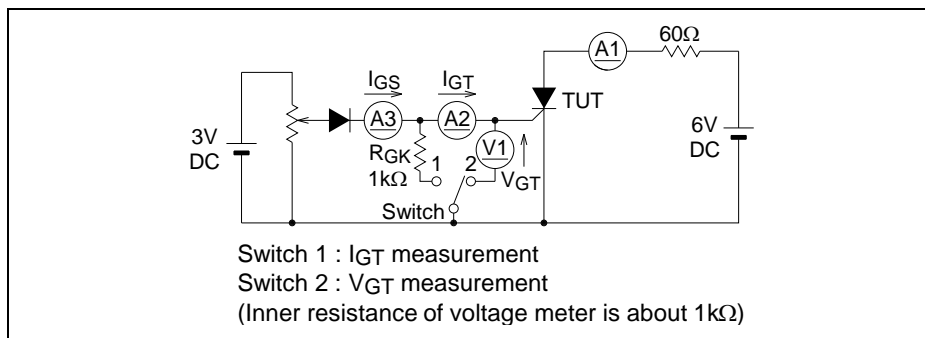 60Ω
A1
IGS
IGT
TUT
A3
A2
3V
DC
RGK
1kΩ
1
2
V1
VGT
6V
DC
Switch
Switch 1 : IGT measurement
Switch 2 : VGT measurement
(Inner resistance of voltage meter is about 1kΩ)